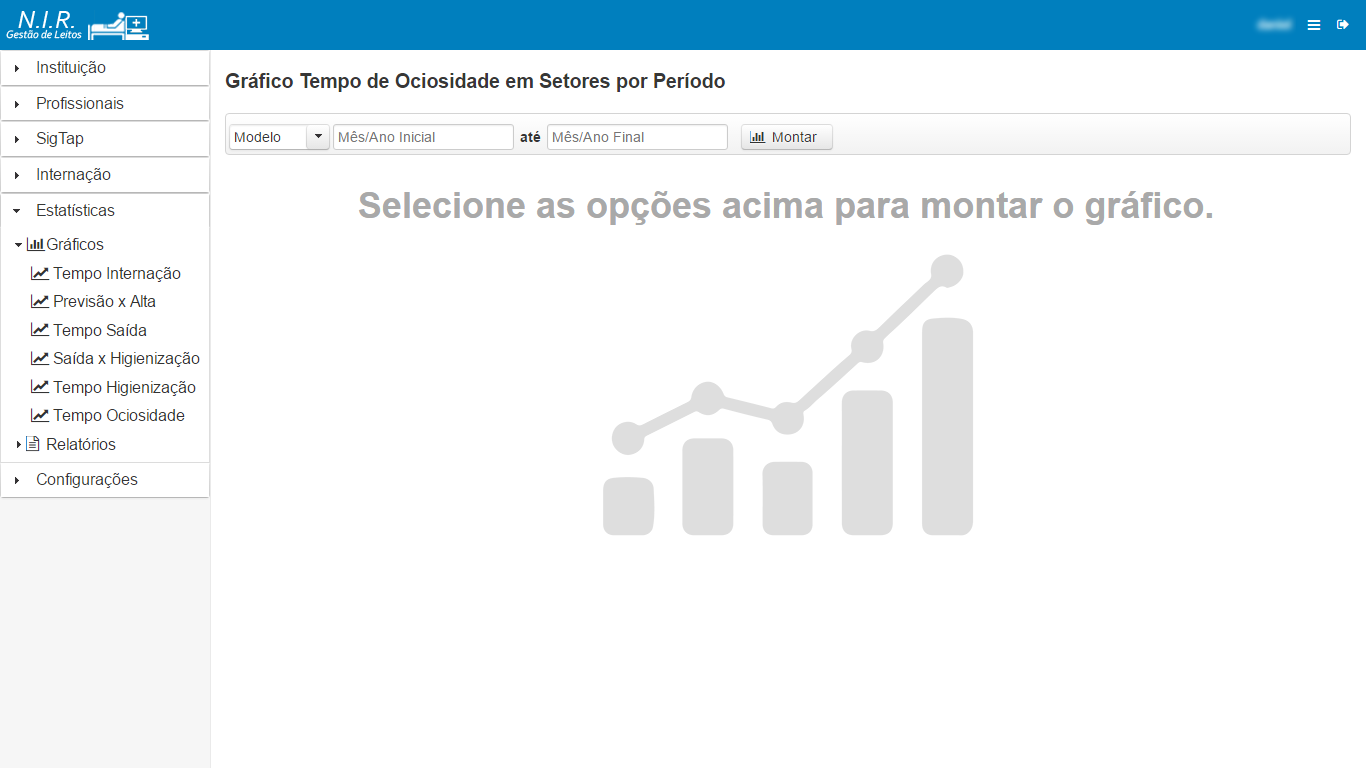 N.I.R.
Gestão de Leitos
Instituição
Profissionais
SigTap
Internação
Estatísticas
Gráficos
Tempo Internação
Previsão x Alta
Tempo Saída
Saída x Higienização
Tempo Higienização
Tempo Ociosidade
Relatórios
Configurações
Gráfico Tempo de Ociosidade em Setores por Período
Modelo Mês/Ano Inicial até Mês/Ano Final Montar
Selecione as opções acima para montar o gráfico.